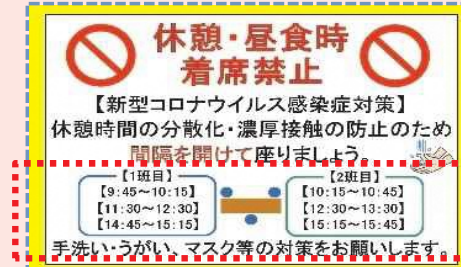 休憩・昼食時
着席禁止
【新型コロナウイルス感染症対策】
休憩時間の分散化・濃厚接触の防止のため
間隔を開けて座りましょう。
【1班目】
【9:45～10:15】
【11:30～12:30】
【14:45～15:15】
【2班目】
【10:15～10:45】
【12:30～13:30】
【15:15～15:45】
手洗い・うがい、マスク等の対策をお願いします。